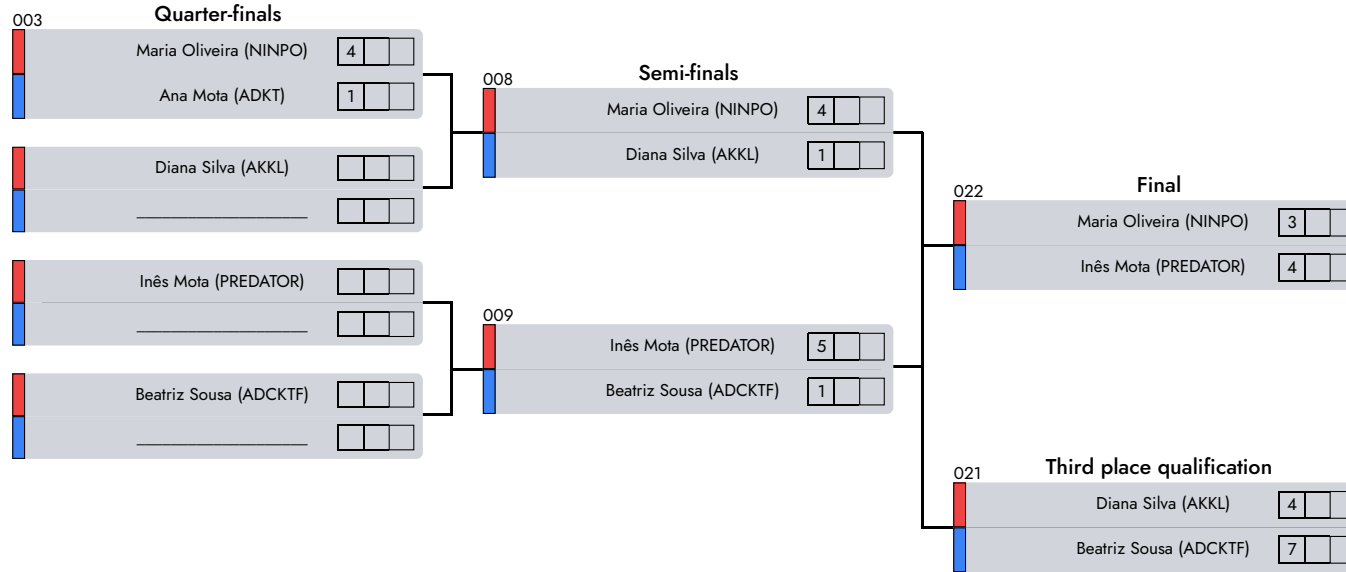 Quarter-finals
003
Maria Oliveira (NINPO) 4
Ana Mota (ADKT) 1
Diana Silva (AKKL)
____________________
Inês Mota (PREDATOR)
____________________
Beatriz Sousa (ADCKTF)
____________________
Semi-finals
008
Maria Oliveira (NINPO) 4
Diana Silva (AKKL) 1
009
Inês Mota (PREDATOR) 5
Beatriz Sousa (ADCKTF) 1
Final
022
Maria Oliveira (NINPO) 3
Inês Mota (PREDATOR) 4
Third place qualification
021
Diana Silva (AKKL) 4
Beatriz Sousa (ADCKTF) 7